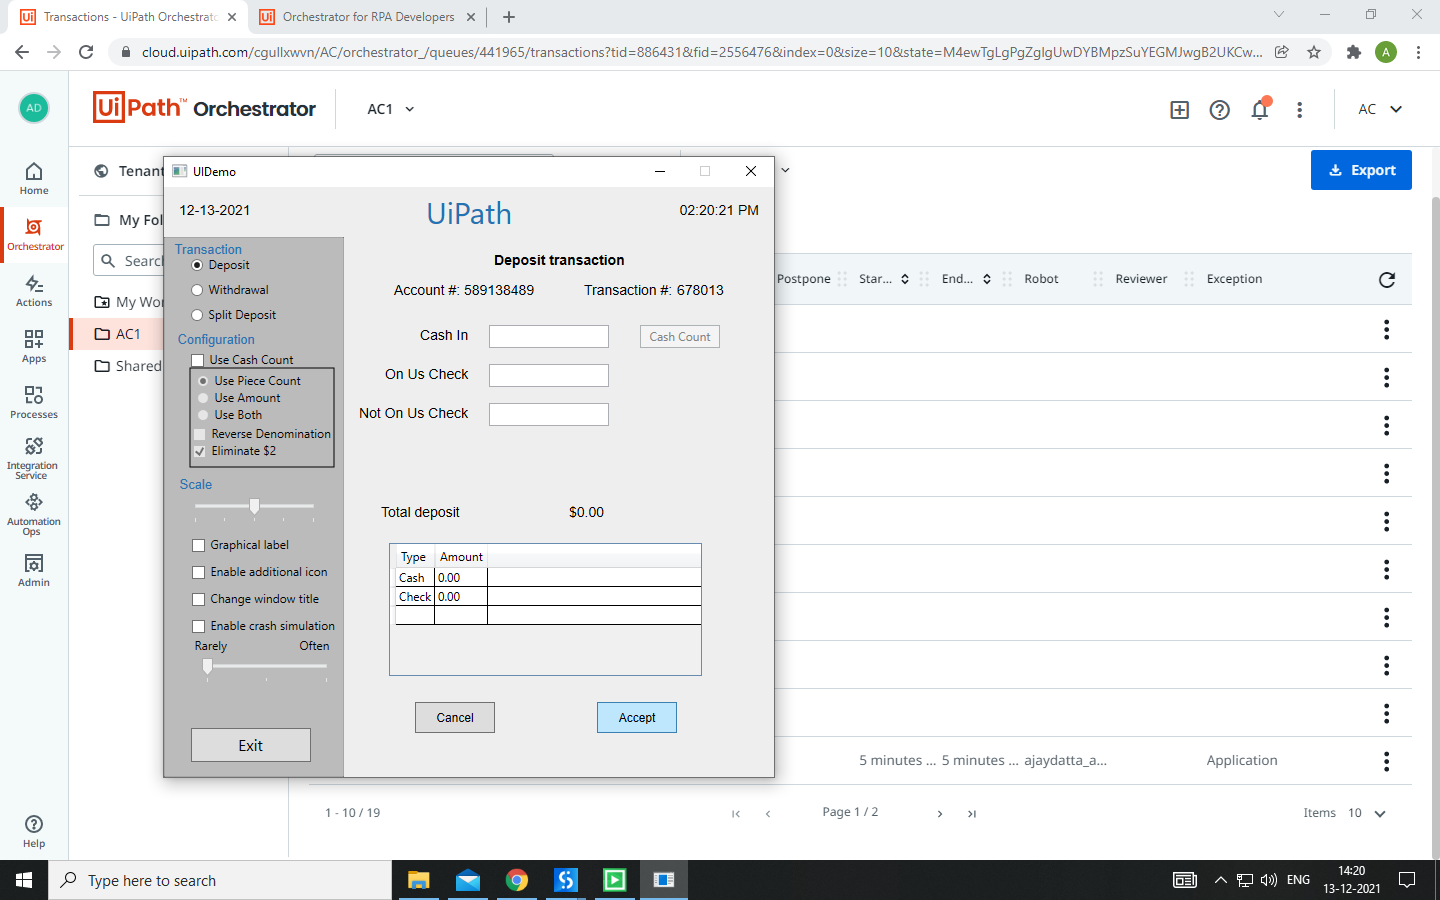 Transactions - UiPath Orchestrato
Orchestrator for RPA Developers
cloud.uipath.com/cgullxwvn/AC/orchestrator_/queues/441965/transactions?tid=886431&fid=2556476&index=0&size=10&state=M4ewTgLgPgZglgUwDYBMpzSuYEGMJwgB2UKCw...
A
AD
UiPath™ Orchestrator
AC1
AC
Home
Orchestrator
Actions
Apps
Processes
Integration
Service
Automation
Ops
Admin
Help
Tenant
My Fol
Search
My Wor
AC1
Shared
Export
Postpone
Star...
End...
Robot
Reviewer
Exception
5 minutes ...
5 minutes ...
ajaydatta_a...
Application
1 - 10 / 19
Page 1 / 2
Items
10
UIDemo
12-13-2021
UiPath
02:20:21 PM
Transaction
Deposit
Withdrawal
Split Deposit
Configuration
Use Cash Count
Use Piece Count
Use Amount
Use Both
Reverse Denomination
Eliminate $2
Scale
Graphical label
Enable additional icon
Change window title
Enable crash simulation
Rarely
Often
Exit
Deposit transaction
Account #: 589138489
Transaction #: 678013
Cash In
Cash Count
On Us Check
Not On Us Check
Total deposit
$0.00
Type Amount
Cash 0.00
Check 0.00
Cancel
Accept
Type here to search
ENG
14:20
13-12-2021